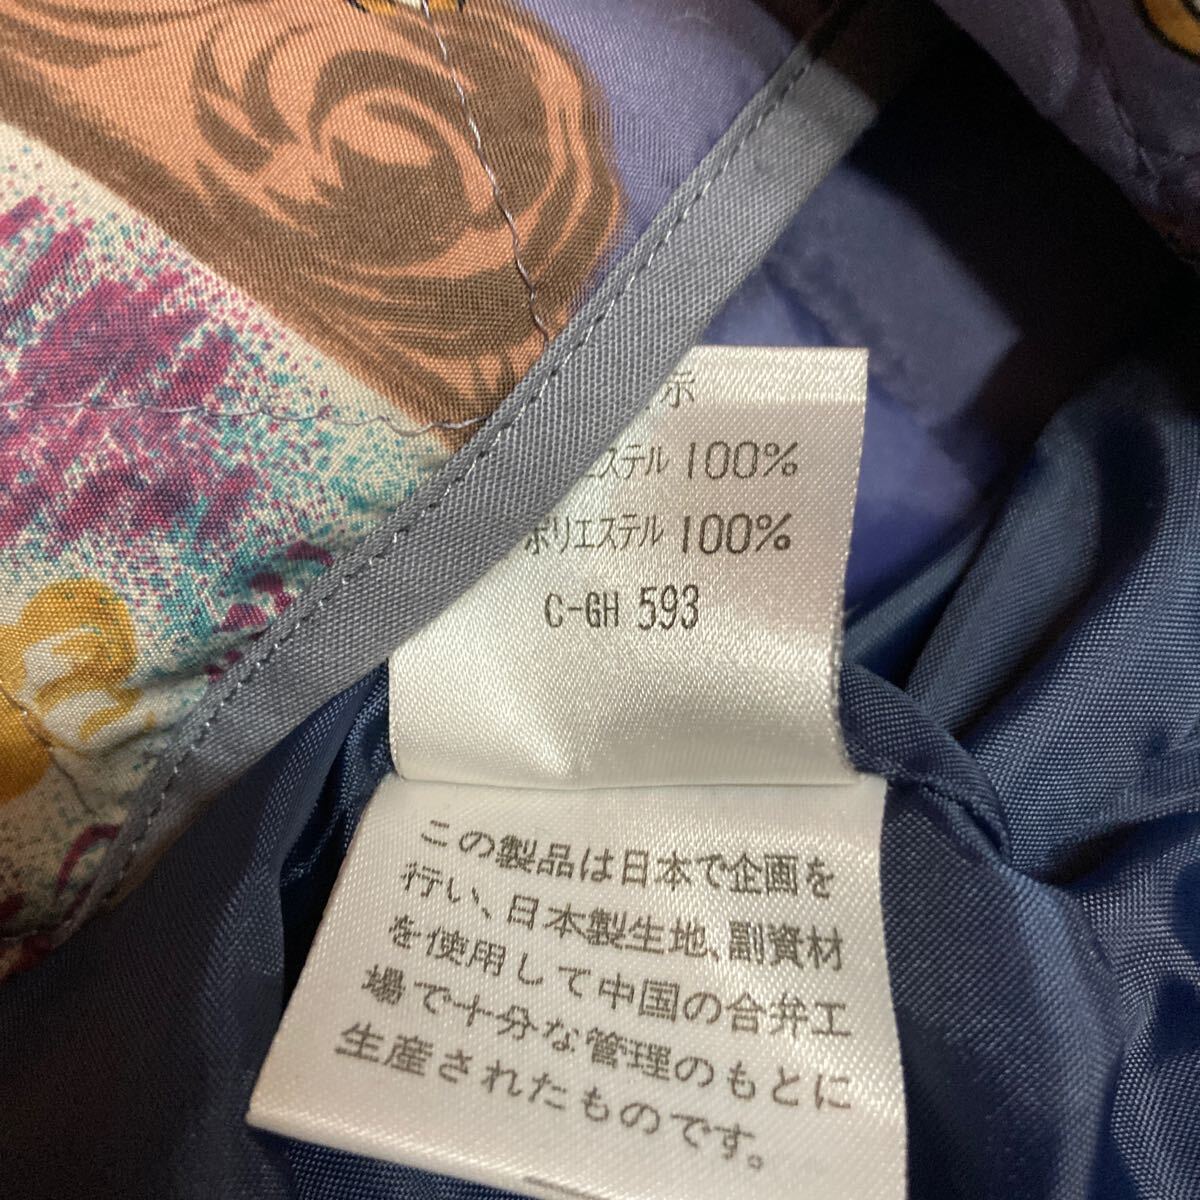 示
エステル 100%
ポリエステル 100%
C-GH 593
この製品は日本で企画を
行い、日本製生地、副資材
を使用して中国の合弁工
場で十分な管理のもとに
生産されたものです。